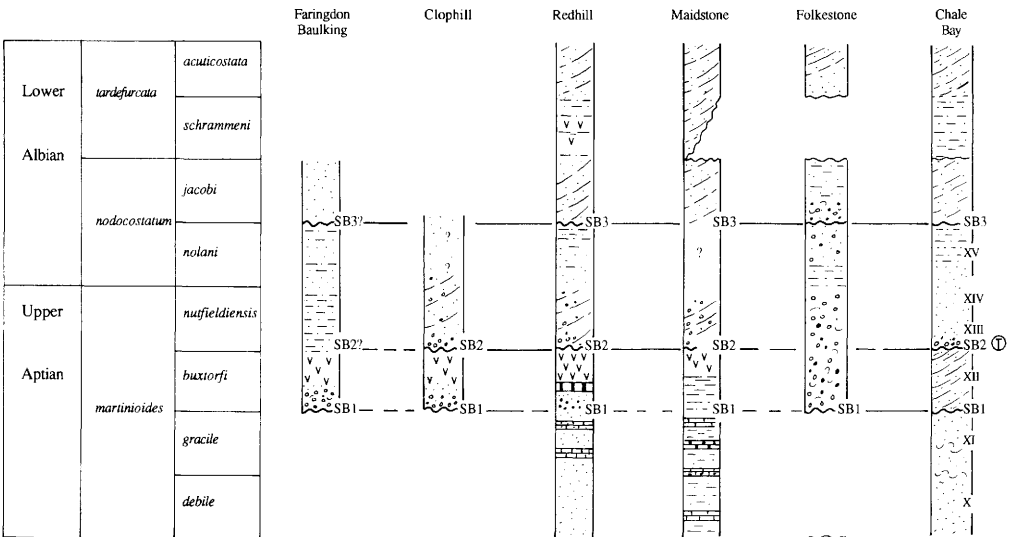 Faringdon Baulking
Clophill
Redhill
Maidstone
Folkestone
Chale Bay
Lower
Albian
Upper
Aptian
tardefurcata
nodocostatum
martinioides
acuticostata
schrammeni
jacobi
nolani
nutfieldiensis
buxtorfi
gracile
debile
SB3?
SB3
SB3
SB3
SB2?
SB2
SB2
SB2
SB2 T
SB1
SB1
SB1
SB1
SB1
SB1
?
?
?
XV
XIV
XIII
XII
XI
X